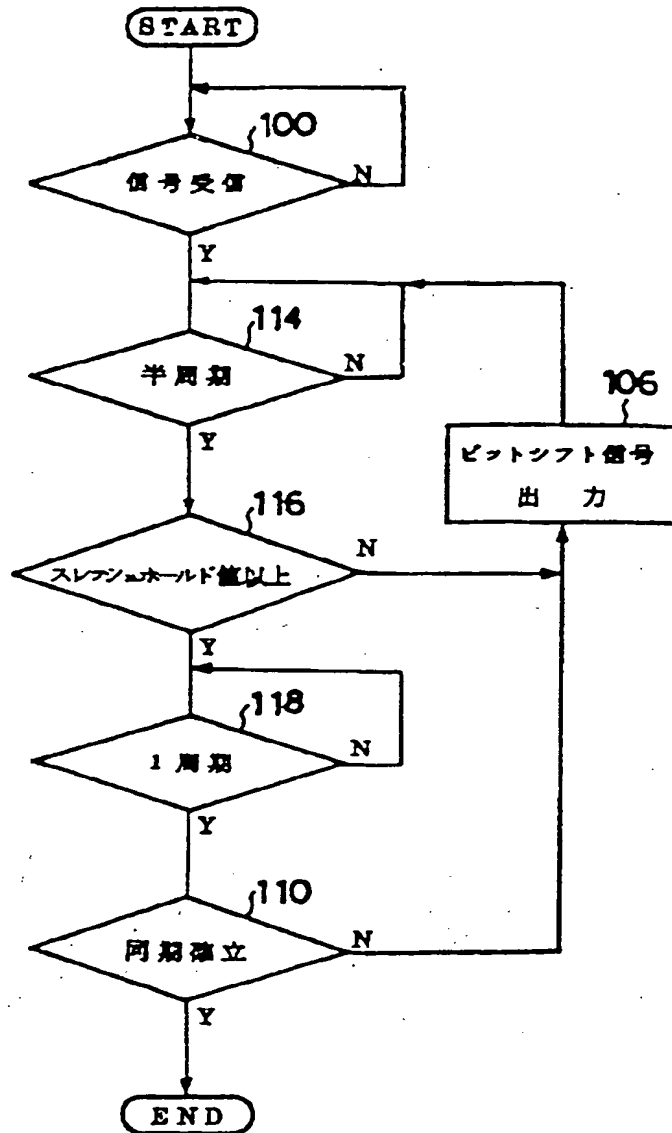 START
100
信号受信
N
Y
114
半周期
N
Y
106
ビットシフト信号
出力
116
スレッシュホールド値以上
N
Y
118
1周期
N
Y
110
同期確立
N
Y
END